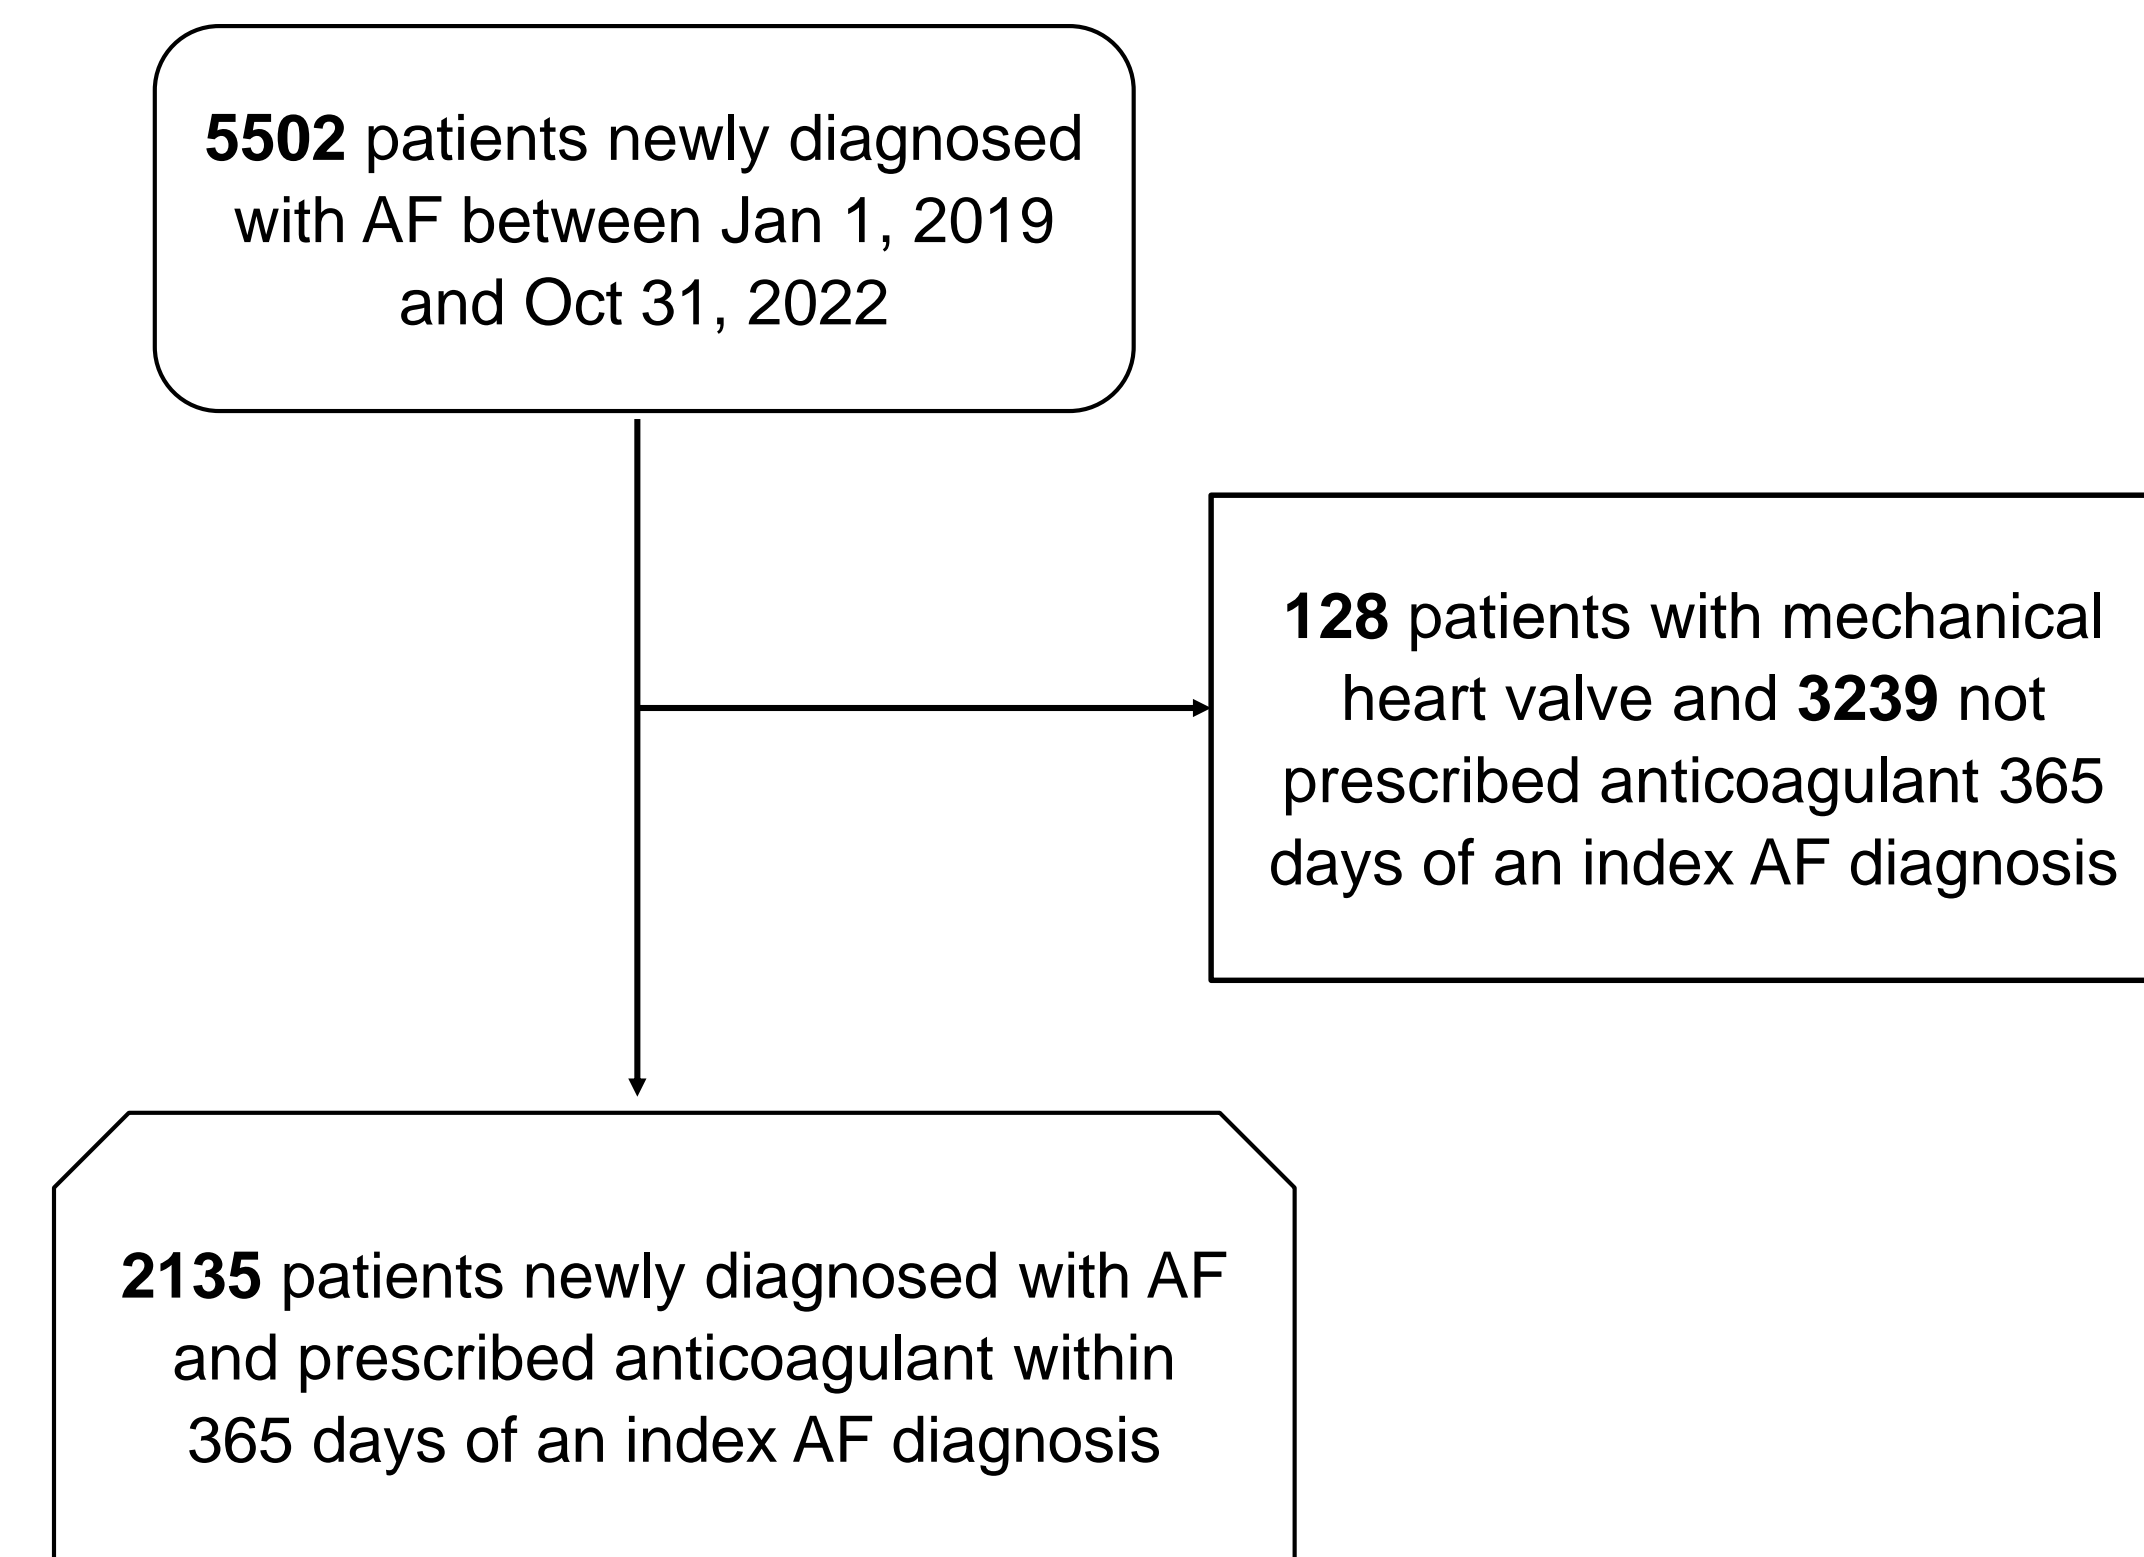 5502 patients newly diagnosed
with AF between Jan 1, 2019
and Oct 31, 2022
128 patients with mechanical
heart valve and 3239 not
prescribed anticoagulant 365
days of an index AF diagnosis
2135 patients newly diagnosed with AF
and prescribed anticoagulant within
365 days of an index AF diagnosis